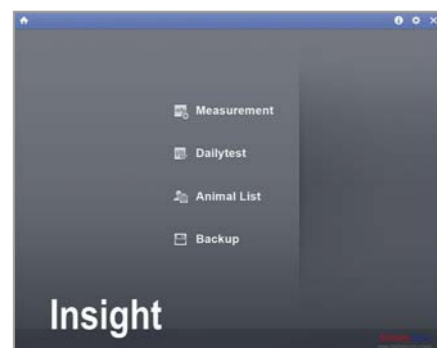 Measurement
Dailytest
Animal List
Backup
Insight